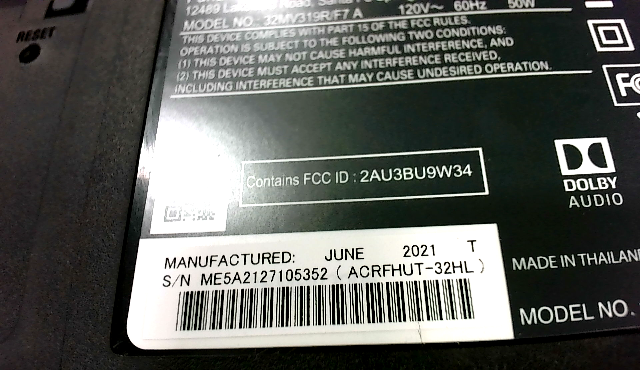 RESET
12489
MODEL NO. 32MV319R/F7 A 120V~ 60Hz 50W
THIS DEVICE COMPLIES WITH PART 15 OF THE FCC RULES.
OPERATION IS SUBJECT TO THE FOLLOWING TWO CONDITIONS:
(1) THIS DEVICE MAY NOT CAUSE HARMFUL INTERFERENCE, AND
(2) THIS DEVICE MUST ACCEPT ANY INTERFERENCE RECEIVED,
INCLUDING INTERFERENCE THAT MAY CAUSE UNDESIRED OPERATION.
FC
Contains FCC ID : 2AU3BU9W34
DOLBY
AUDIO
MANUFACTURED: JUNE 2021 T
S/N ME5A2127105352 ( ACRFHUT-32HL )
MADE IN THAILAN
MODEL NO.